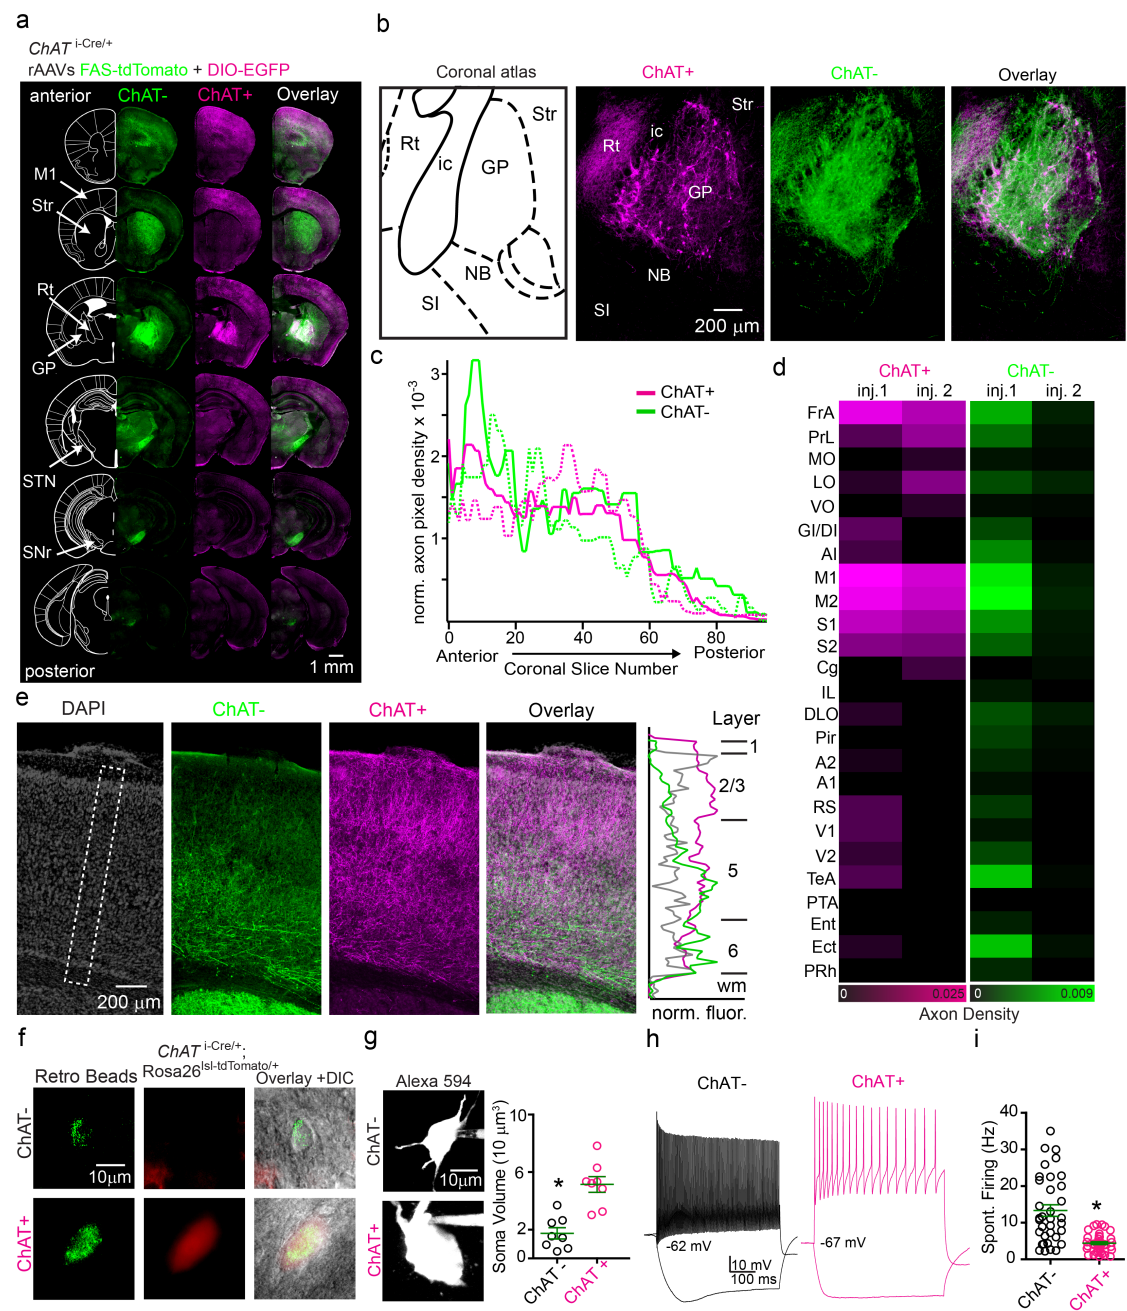 a
ChAT i-Cre/+
rAAVs FAS-tdTomato + DIO-EGFP
anterior ChAT- ChAT+ Overlay
M1
Str
Rt
GP
STN
SNr
posterior
1 mm
b
Coronal atlas ChAT+ ChAT- Overlay
Rt ic GP Str NB SI
Str ic Rt GP NB SI
200 µm
c
norm. axon pixel density x 10-3
3
2
1
ChAT+
ChAT-
0 20 40 60 80
Anterior Posterior
Coronal Slice Number
d
ChAT+ ChAT-
inj.1 inj. 2 inj.1 inj. 2
FrA
PrL
MO
LO
VO
GI/DI
AI
M1
M2
S1
S2
Cg
IL
DLO
Pir
A2
A1
RS
V1
V2
TeA
PTA
Ent
Ect
PRh
0 0.025 0 0.009
Axon Density
e
DAPI ChAT- ChAT+ Overlay
200 µm
Layer
1
2/3
5
6
wm
norm. fluor.
f
ChAT i-Cre/+;
Rosa26lsl-tdTomato/+
Retro Beads Overlay +DIC
ChAT-
10µm
ChAT+
g
Alexa 594
ChAT-
10µm
ChAT+
Soma Volume (10 µm3)
10
6
2
0
*
ChAT- ChAT+
h
ChAT- ChAT+
-62 mV -67 mV
10 mV
100 ms
i
Spont. Firing (Hz)
40
30
20
10
0
*
ChAT- ChAT+